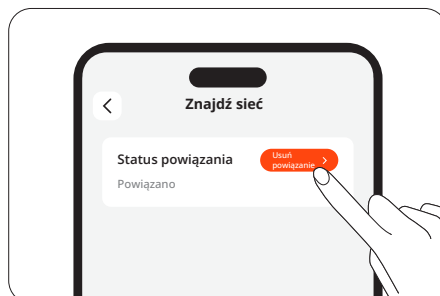 Znajdź sieć
Status powiązania
Usuń
powiązanie
Powiązano